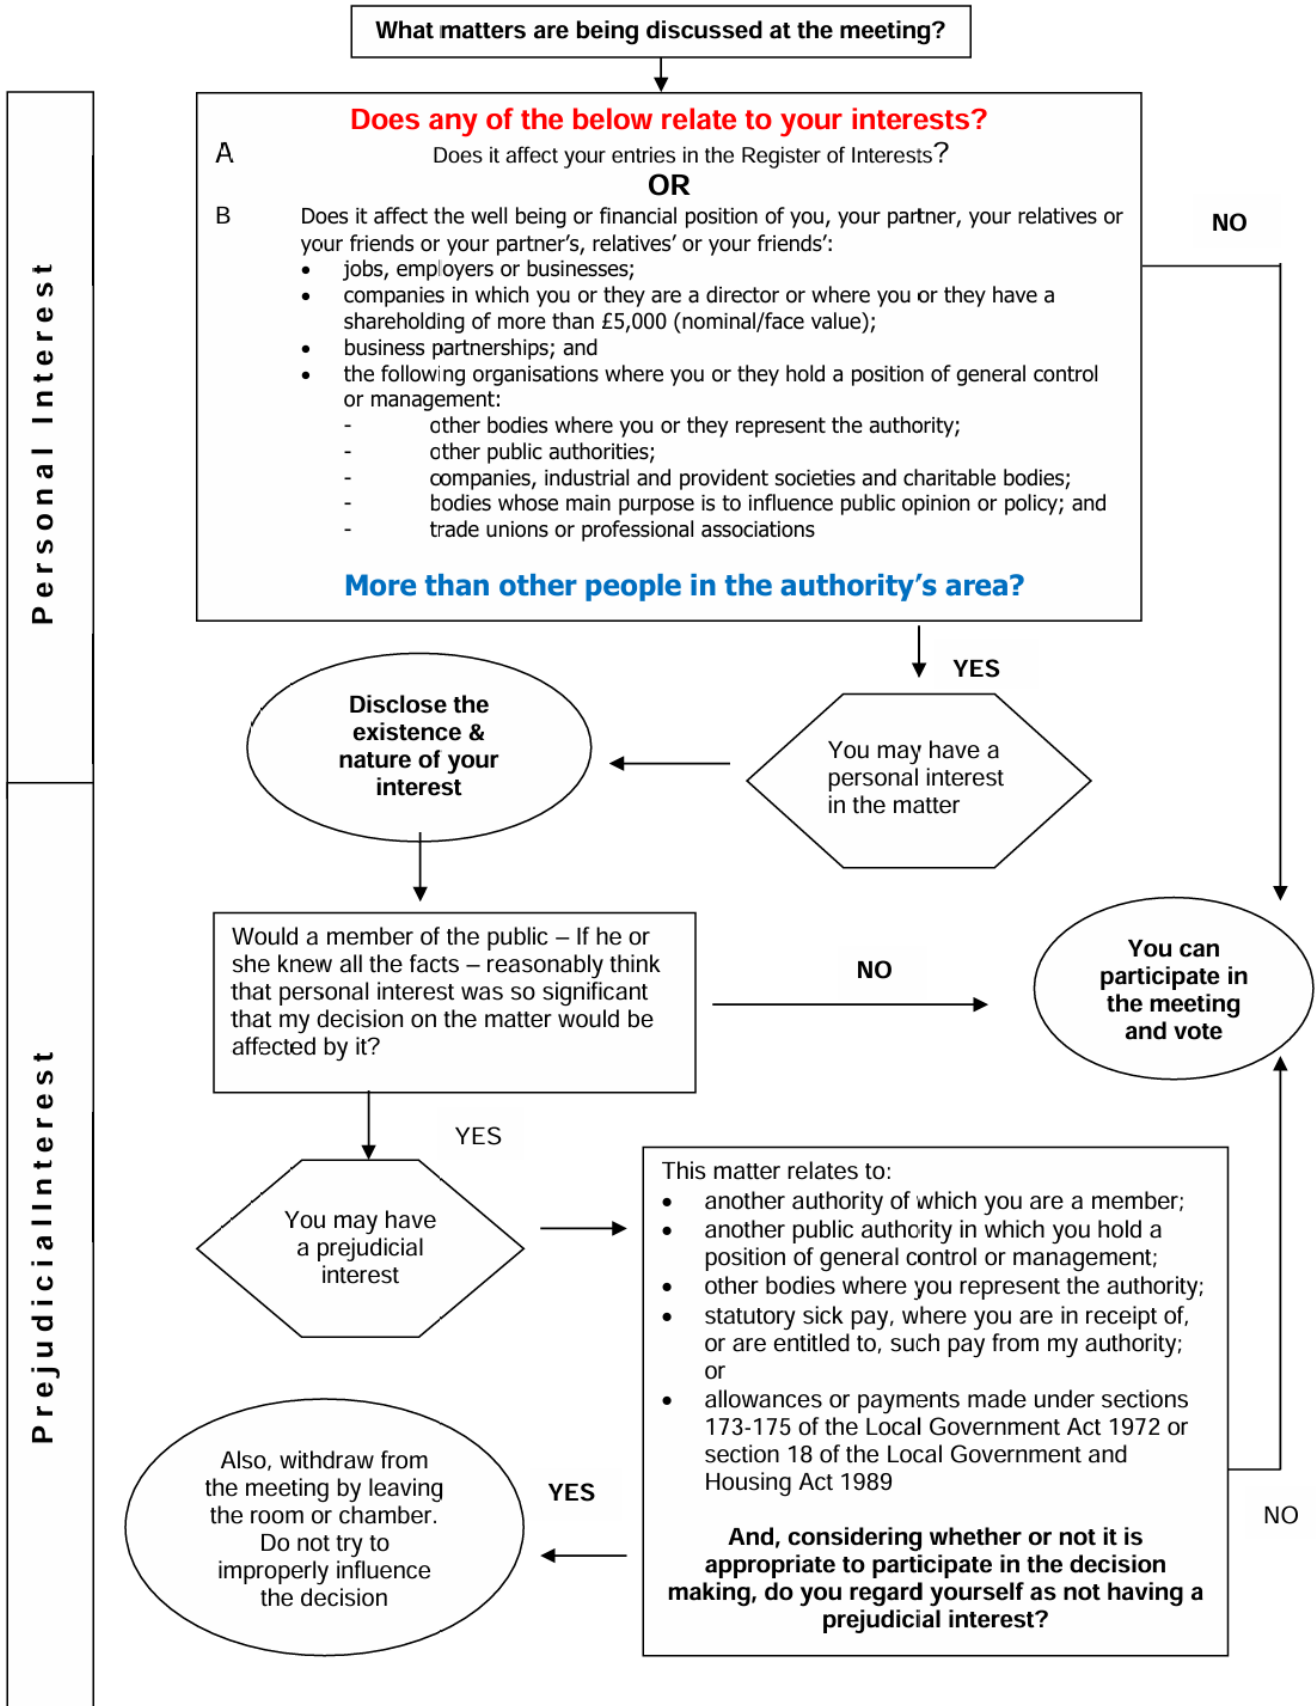 What matters are being discussed at the meeting?
Personal Interest
Does any of the below relate to your interests?
A Does it affect your entries in the Register of Interests?
OR
B Does it affect the well being or financial position of you, your partner, your relatives or
your friends or your partner's, relatives' or your friends':
• jobs, employers or businesses;
• companies in which you or they are a director or where you or they have a
shareholding of more than £5,000 (nominal/face value);
• business partnerships; and
• the following organisations where you or they hold a position of general control
or management:
- other bodies where you or they represent the authority;
- other public authorities;
- companies, industrial and provident societies and charitable bodies;
- bodies whose main purpose is to influence public opinion or policy; and
- trade unions or professional associations
More than other people in the authority's area?
NO
YES
You may have a
personal interest
in the matter
Disclose the
existence &
nature of your
interest
PrejudicialInterest
Would a member of the public – If he or
she knew all the facts – reasonably think
that personal interest was so significant
that my decision on the matter would be
affected by it?
NO
You can
participate in
the meeting
and vote
YES
You may have
a prejudicial
interest
This matter relates to:
• another authority of which you are a member;
• another public authority in which you hold a
position of general control or management;
• other bodies where you represent the authority;
• statutory sick pay, where you are in receipt of,
or are entitled to, such pay from my authority;
or
• allowances or payments made under sections
173-175 of the Local Government Act 1972 or
section 18 of the Local Government and
Housing Act 1989
And, considering whether or not it is
appropriate to participate in the decision
making, do you regard yourself as not having a
prejudicial interest?
NO
YES
Also, withdraw from
the meeting by leaving
the room or chamber.
Do not try to
improperly influence
the decision